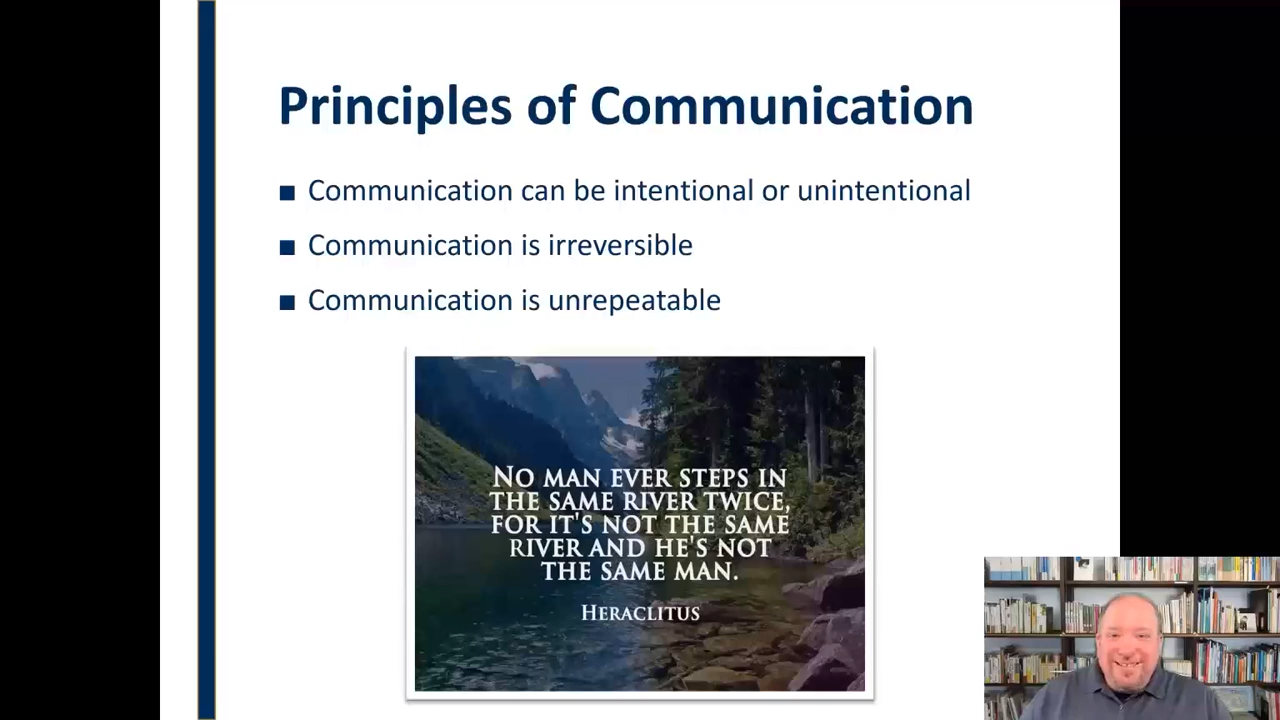 Principles of Communication
■ Communication can be intentional or unintentional
■ Communication is irreversible
■ Communication is unrepeatable
No man ever steps in
the same river twice,
for it's not the same
river and he's not
the same man.
Heraclitus